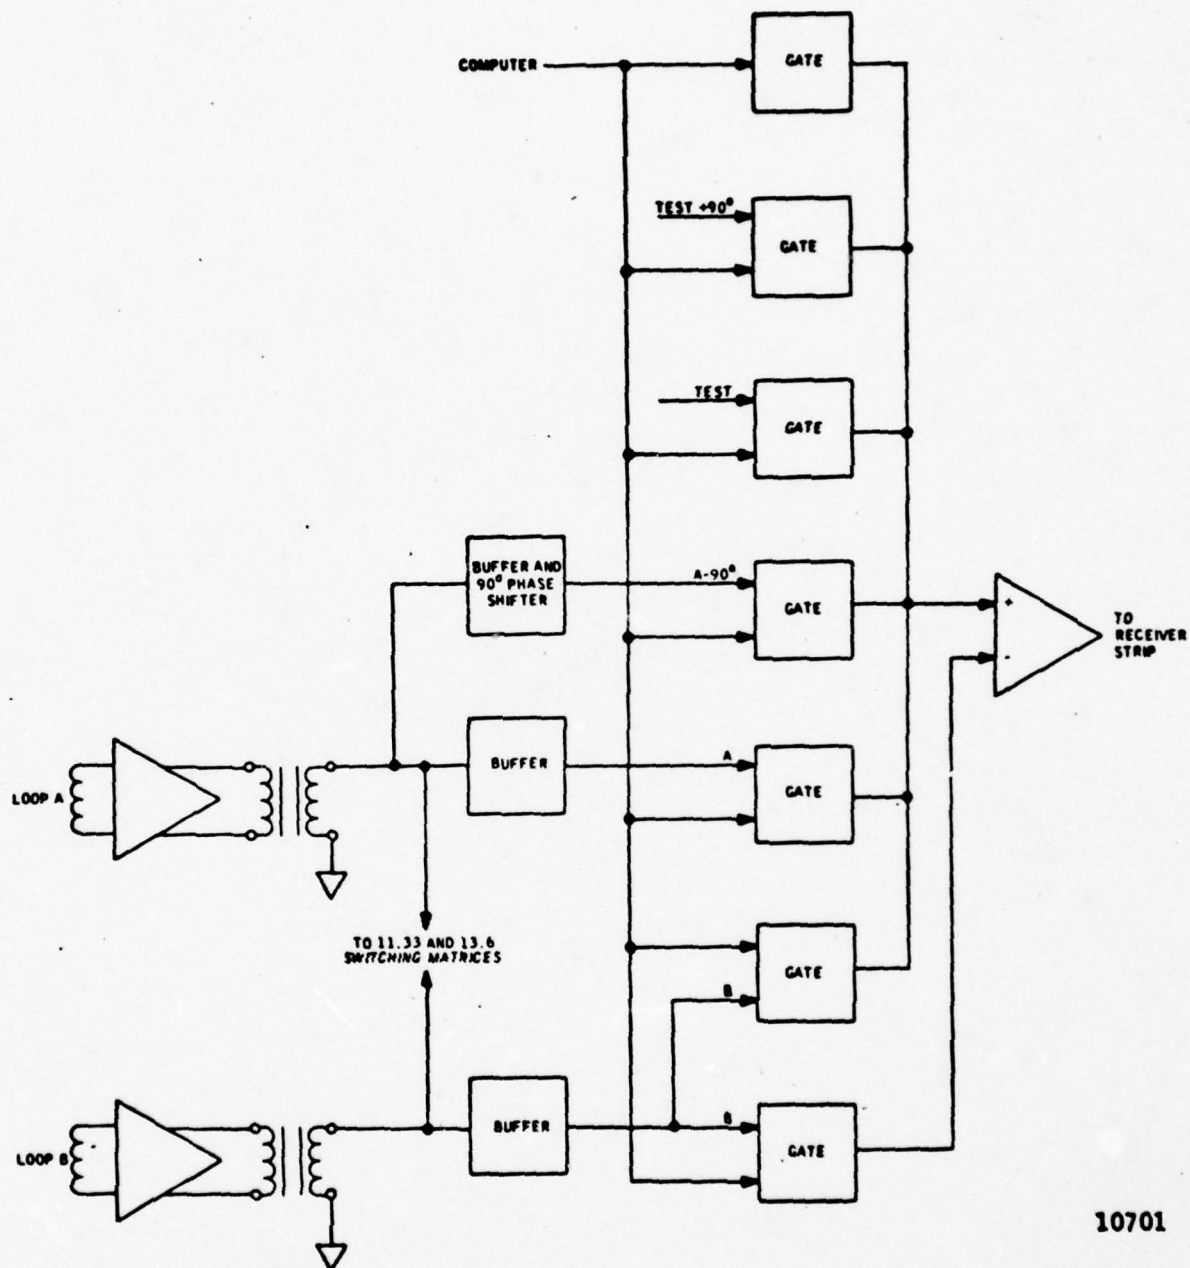 COMPUTER
GATE
TEST +90°
GATE
TEST
GATE
BUFFER AND
90° PHASE
SHIFTER
A-90°
GATE
TO
RECEIVER
STRIP
+
-
LOOP A
BUFFER
A
GATE
TO 11.33 AND 13.6
SWITCHING MATRICES
GATE
B
LOOP B
BUFFER
B
GATE
10701